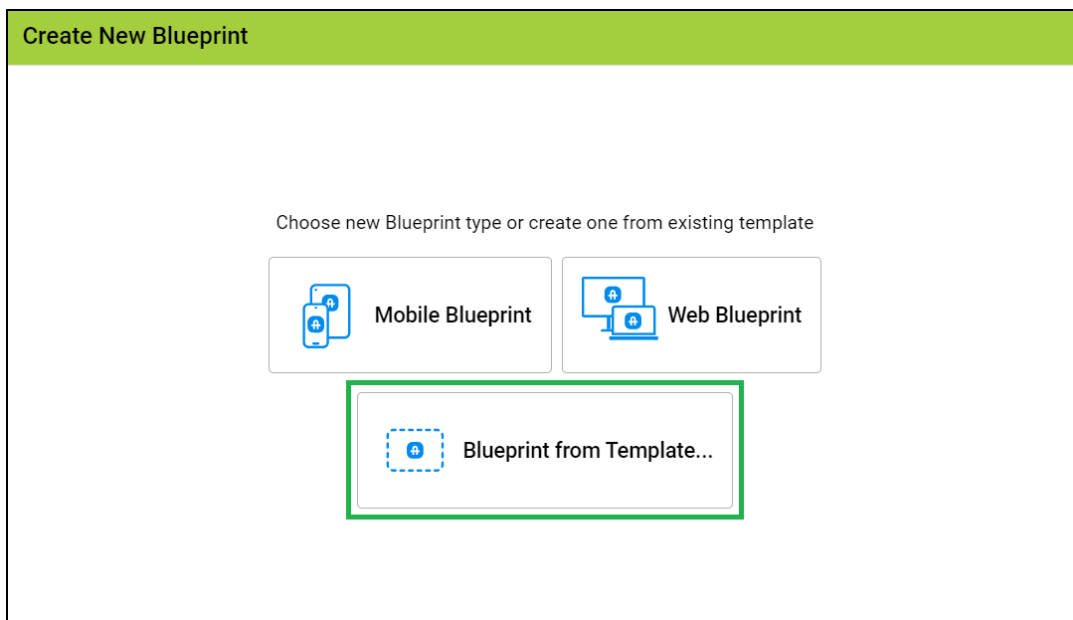 Create New Blueprint
Choose new Blueprint type or create one from existing template
Mobile Blueprint
Web Blueprint
Blueprint from Template...